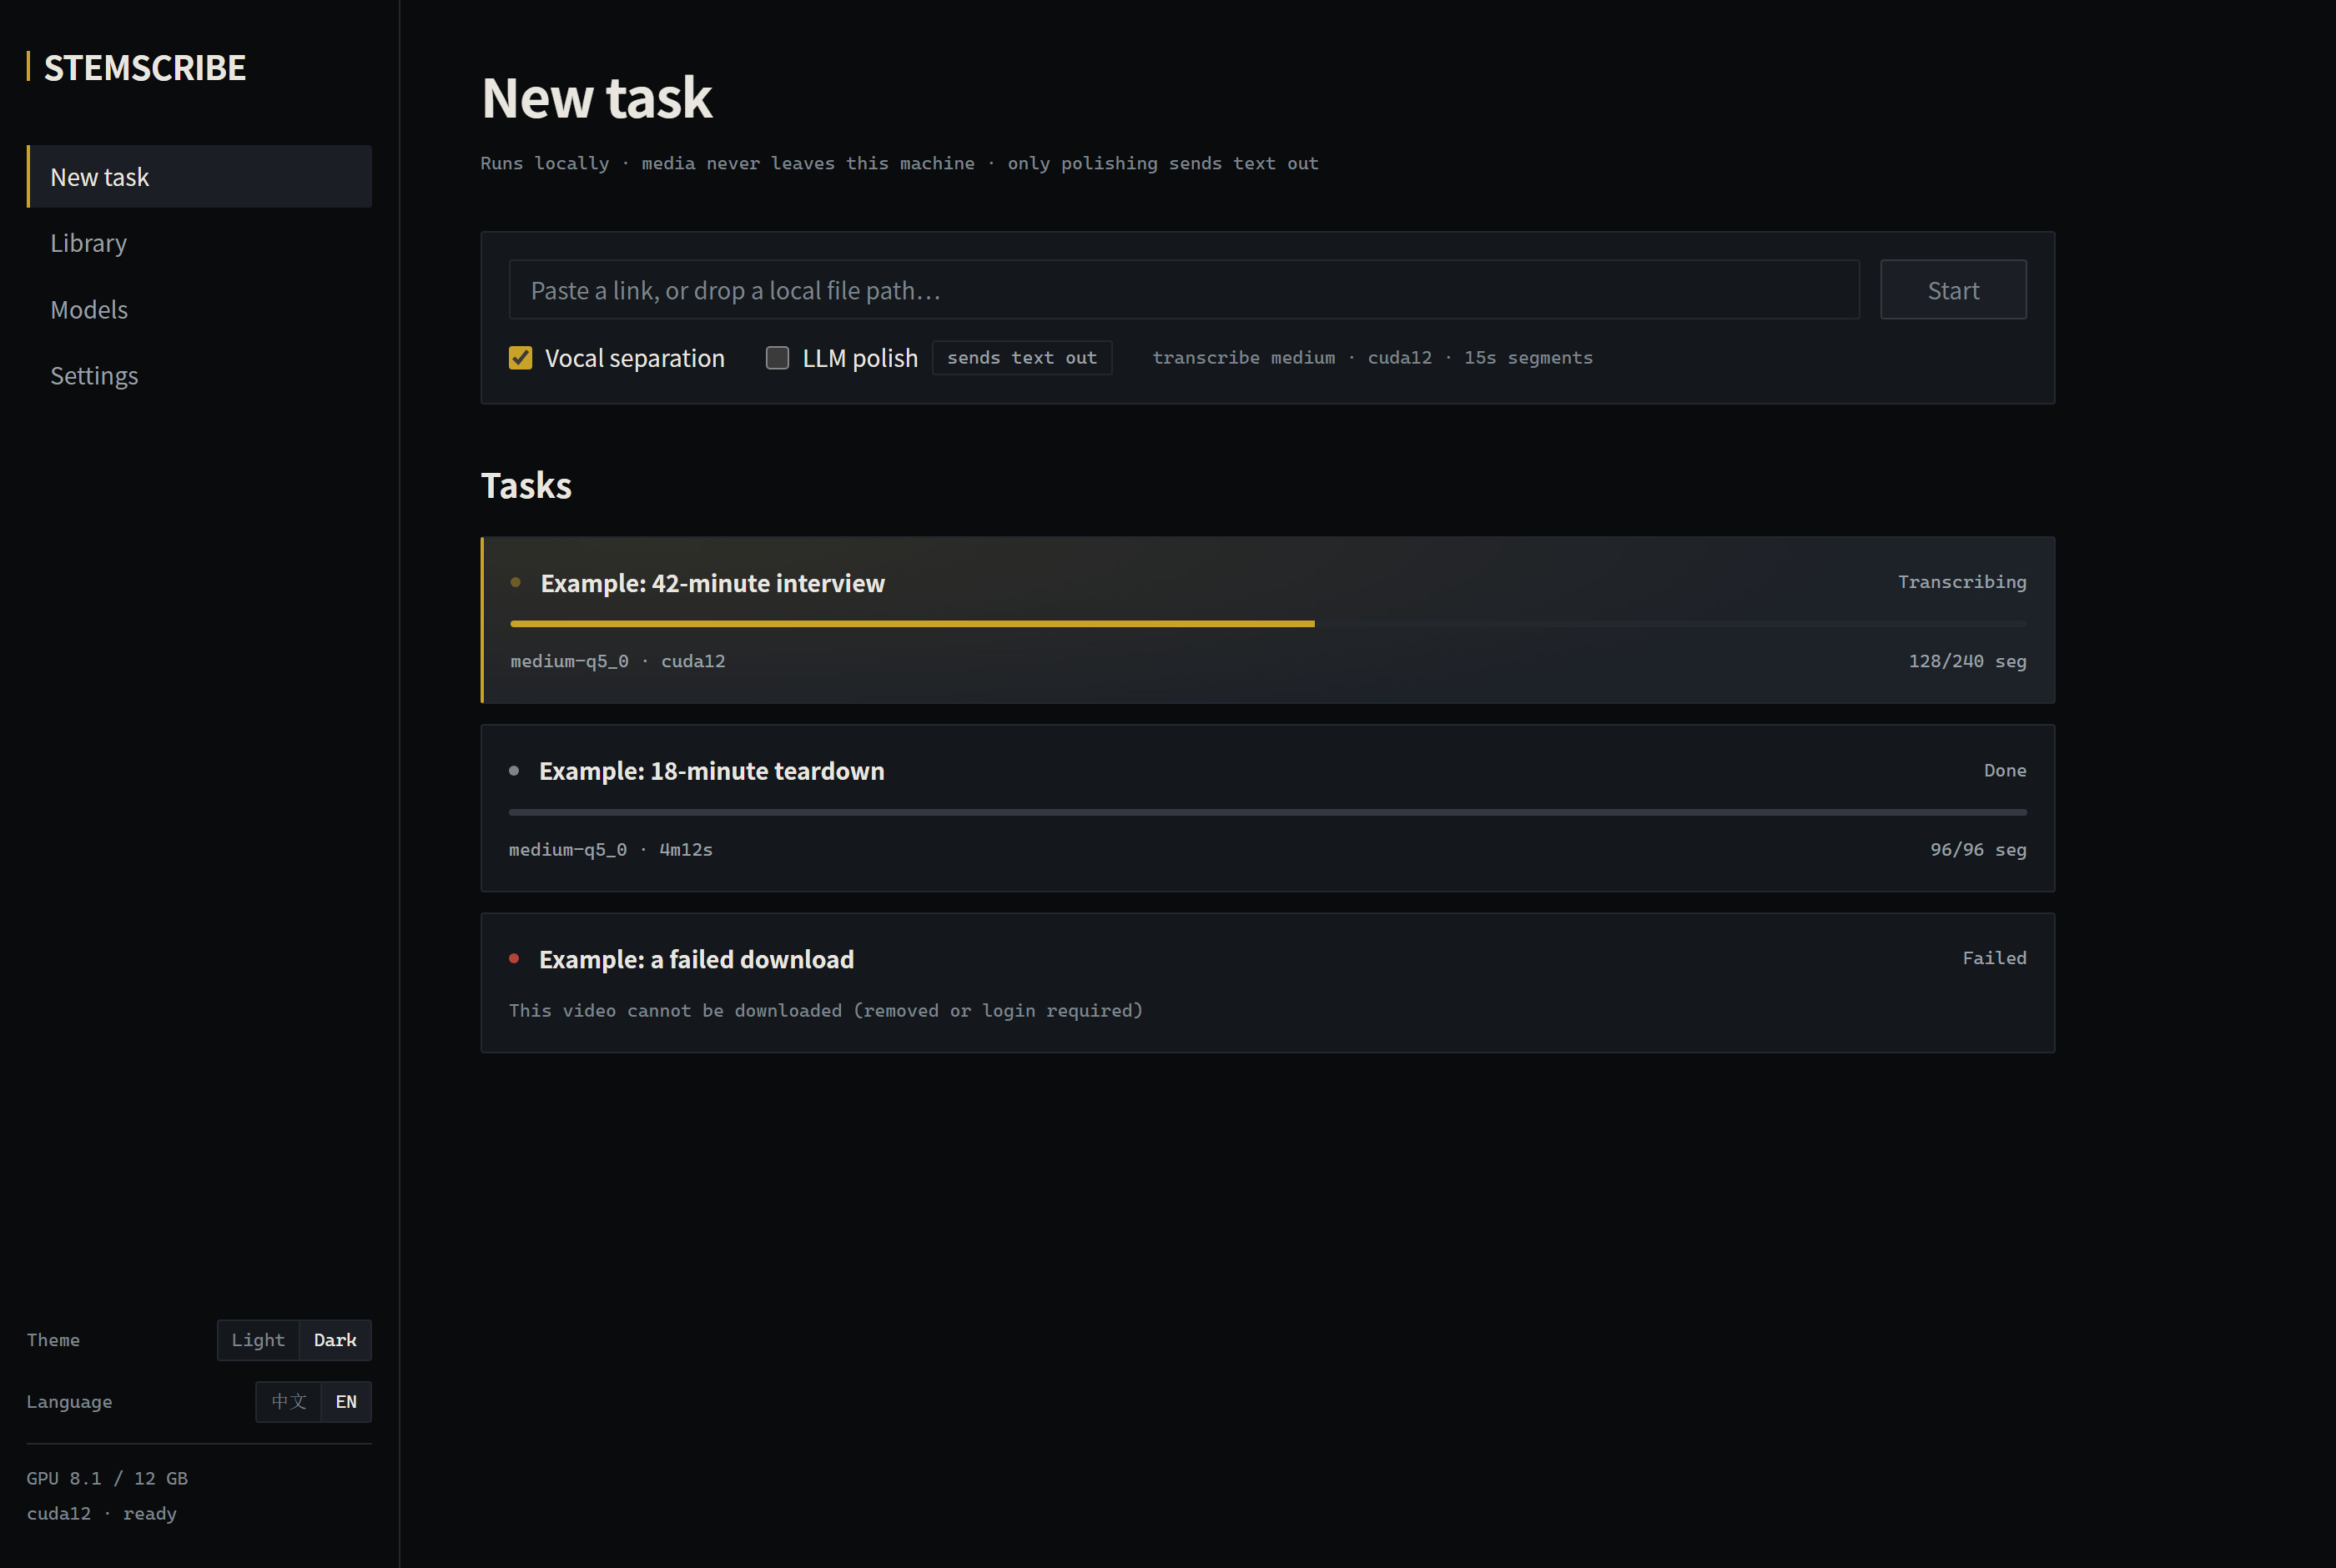 STEMSCRIBE
New task
Library
Models
Settings
Theme Light Dark
Language 中文 EN
GPU 8.1 / 12 GB
cuda12 · ready
New task
Runs locally · media never leaves this machine · only polishing sends text out
Paste a link, or drop a local file path… Start
Vocal separation LLM polish sends text out transcribe medium · cuda12 · 15s segments
Tasks
Example: 42-minute interview Transcribing
medium-q5_0 · cuda12 128/240 seg
Example: 18-minute teardown Done
medium-q5_0 · 4m12s 96/96 seg
Example: a failed download Failed
This video cannot be downloaded (removed or login required)